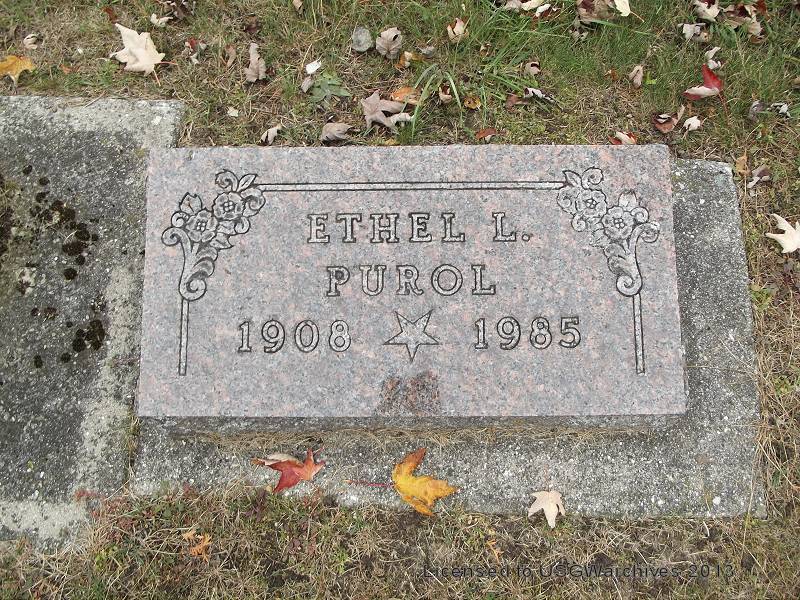 ETHEL L.
PUROL
1908 1985
Licensed to USGWarchives 2013